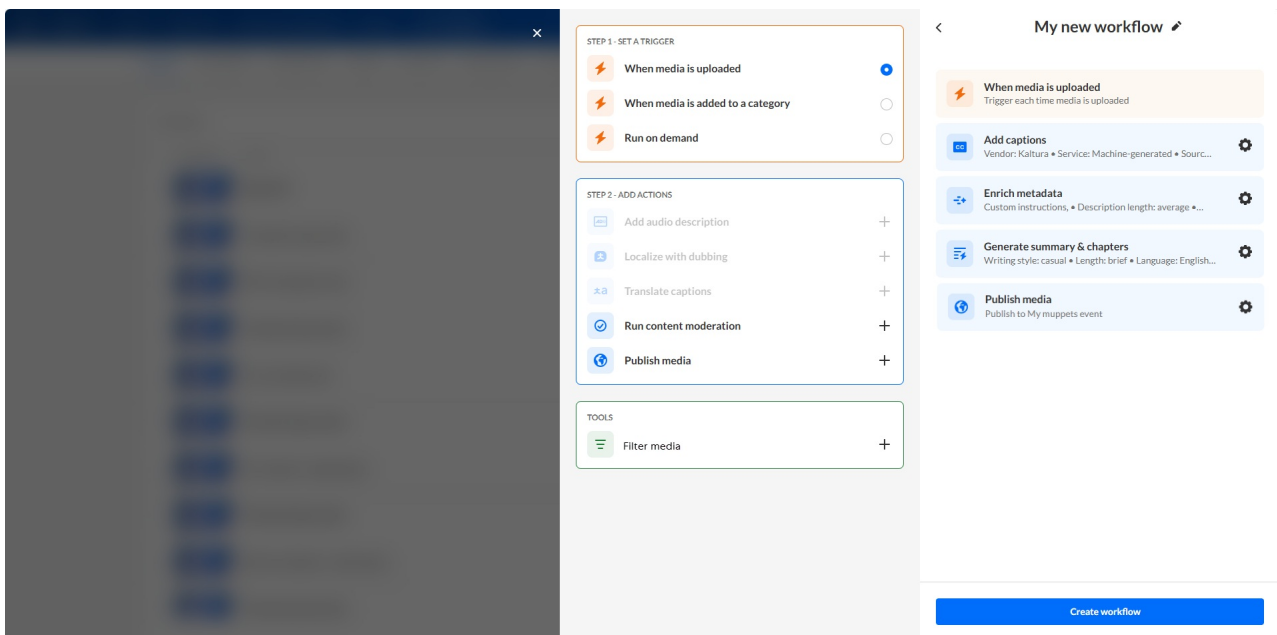 STEP 1 - SET A TRIGGER
When media is uploaded
When media is added to a category
Run on demand
STEP 2 - ADD ACTIONS
Add audio description
Localize with dubbing
Translate captions
Run content moderation
Publish media
TOOLS
Filter media
My new workflow
When media is uploaded
Trigger each time media is uploaded
CC
Add captions
Vendor: Kaltura • Service: Machine-generated • Sourc...
Enrich metadata
Custom instructions, • Description length: average •...
Generate summary & chapters
Writing style: casual • Length: brief • Language: English...
Publish media
Publish to My muppets event
Create workflow